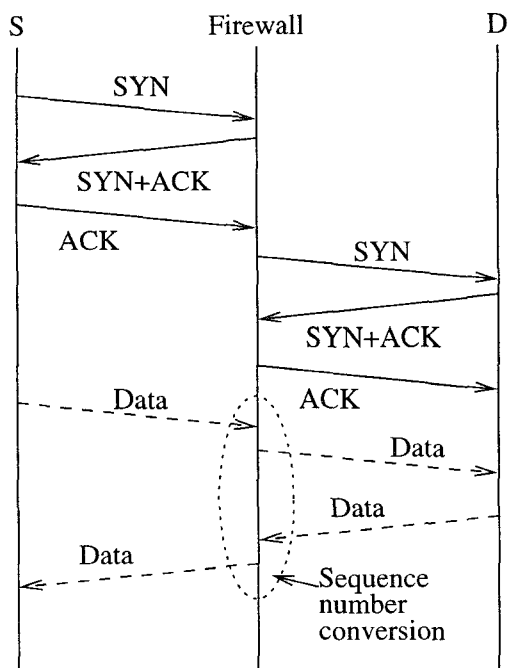 S Firewall D
SYN
SYN+ACK
ACK
SYN
SYN+ACK
ACK
Data
Data
Data
Data
Sequence
number
conversion